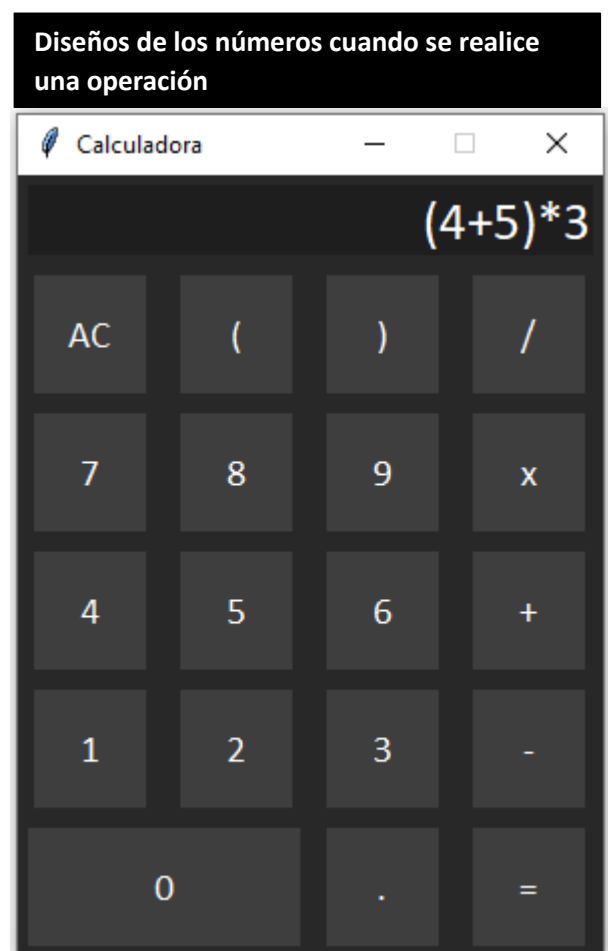 Diseños de los números cuando se realice
una operación
Calculadora
(4+5)*3
AC ( ) /
7 8 9 x
4 5 6 +
1 2 3 -
0 . =